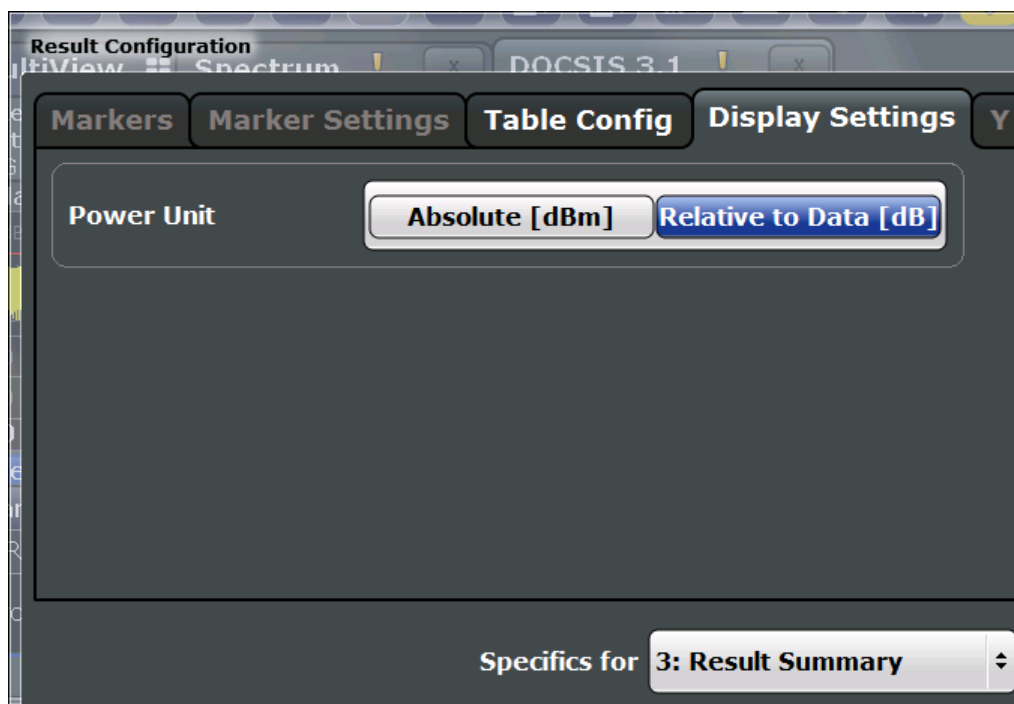 Result Configuration
ltiView Spectrum x DOCSIS 3.1 x
Markers Marker Settings Table Config Display Settings Y
Power Unit Absolute [dBm] Relative to Data [dB]
Specifics for 3: Result Summary